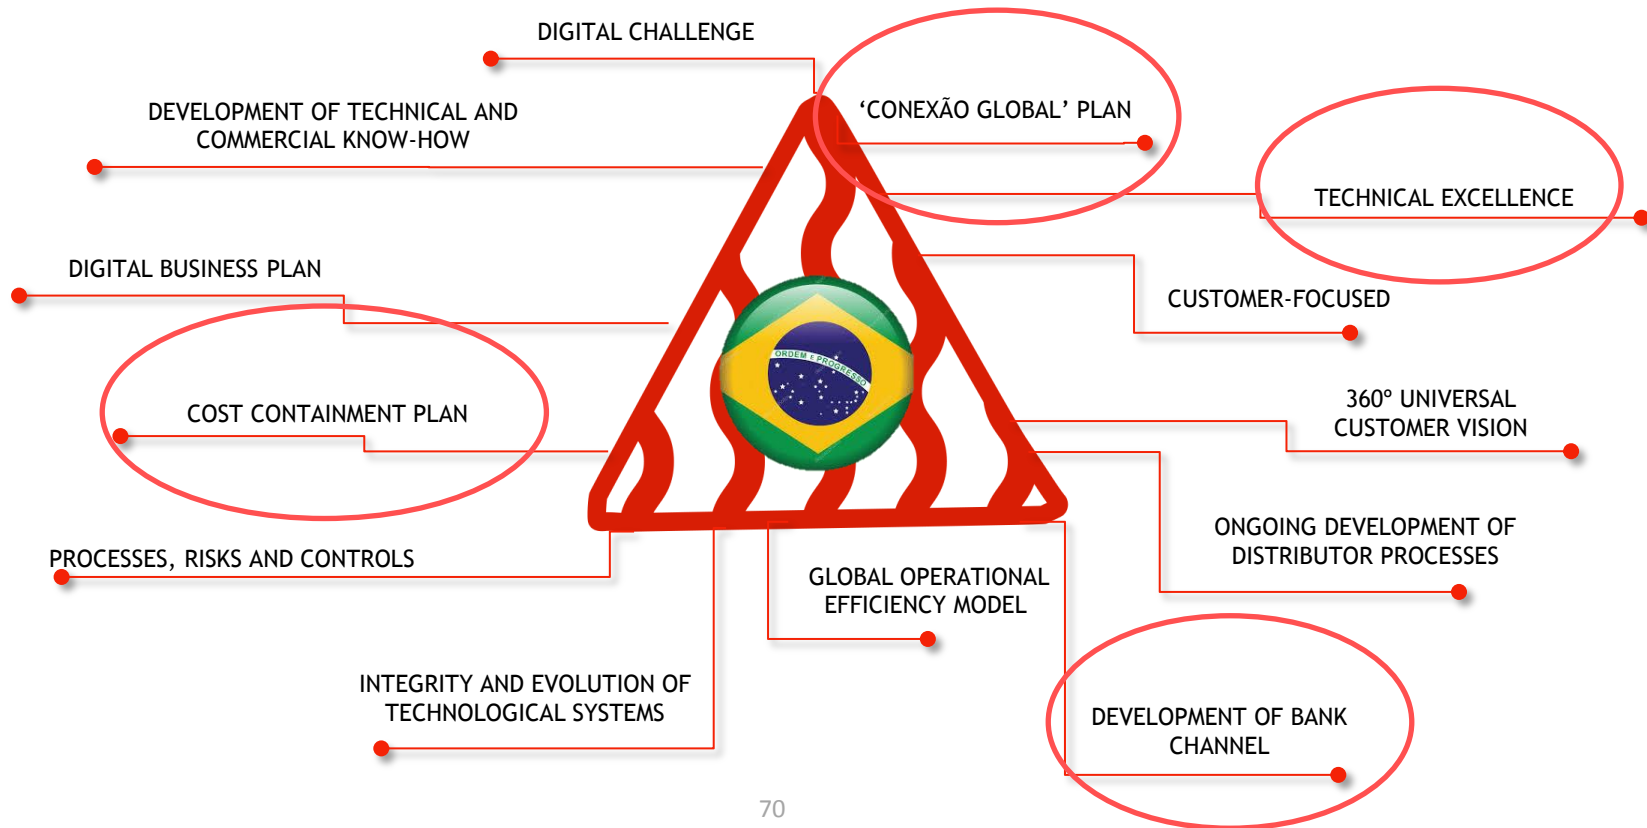 DIGITAL CHALLENGE
‘CONEXÃO GLOBAL’ PLAN
DEVELOPMENT OF TECHNICAL AND
COMMERCIAL KNOW-HOW
TECHNICAL EXCELLENCE
DIGITAL BUSINESS PLAN
CUSTOMER-FOCUSED
ORDEM E PROGRESSO
COST CONTAINMENT PLAN
360º UNIVERSAL
CUSTOMER VISION
PROCESSES, RISKS AND CONTROLS
GLOBAL OPERATIONAL
EFFICIENCY MODEL
ONGOING DEVELOPMENT OF
DISTRIBUTOR PROCESSES
INTEGRITY AND EVOLUTION OF
TECHNOLOGICAL SYSTEMS
DEVELOPMENT OF BANK
CHANNEL
70